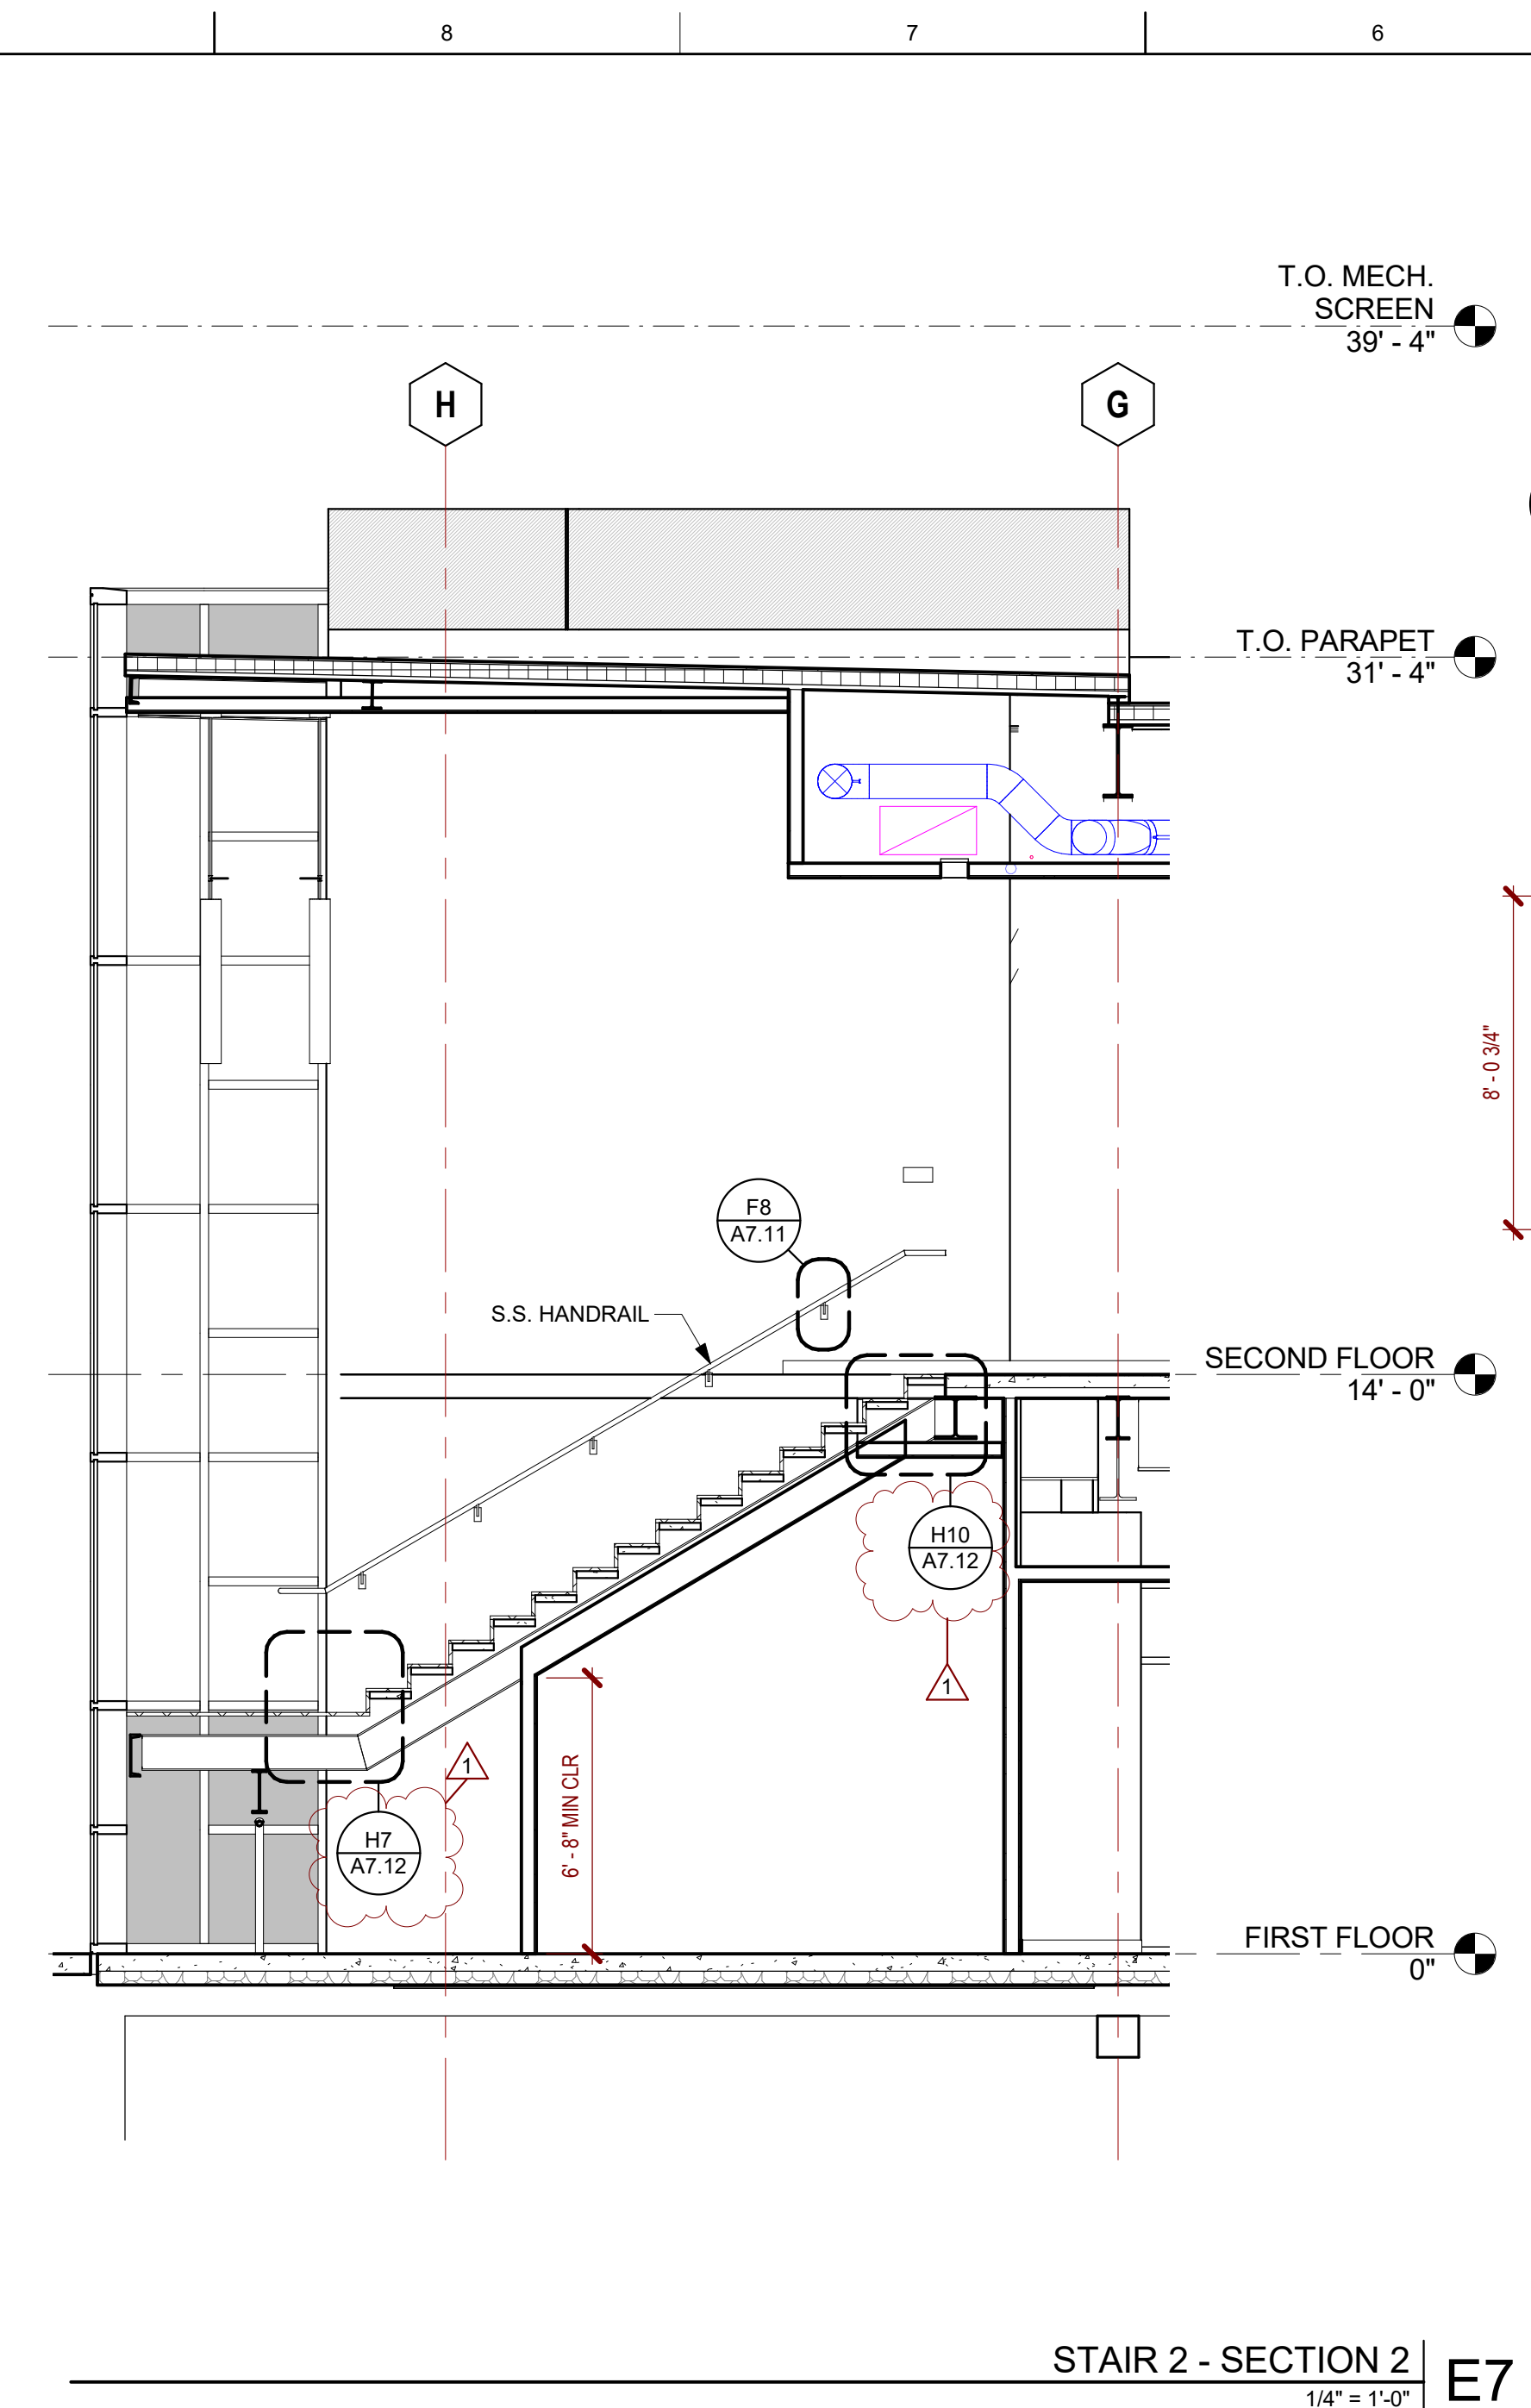 8
7
6
T.O. MECH.
SCREEN
39' - 4"
H
G
T.O. PARAPET
31' - 4"
8' - 0 3/4"
F8
A7.11
S.S. HANDRAIL
SECOND FLOOR
14' - 0"
H10
A7.12
1
1
6' - 8" MIN CLR
H7
A7.12
FIRST FLOOR
0"
STAIR 2 - SECTION 2
E7
1/4" = 1'-0"